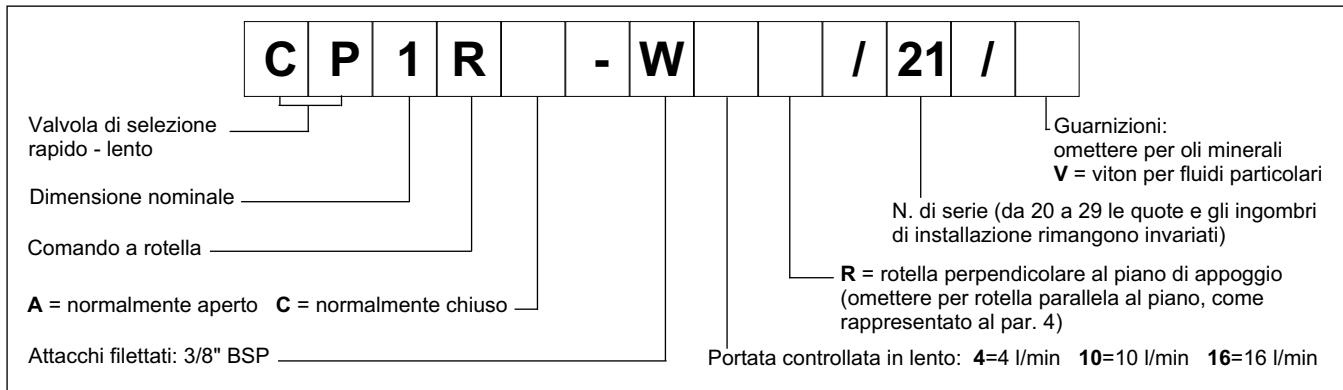 C P 1 R - W / 21 /
Valvola di selezione
rapido - lento
Dimensione nominale
Comando a rotella
A = normalmente aperto C = normalmente chiuso
Attacchi filettati: 3/8" BSP
Guarnizioni:
omettere per oli minerali
V = viton per fluidi particolari
N. di serie (da 20 a 29 le quote e gli ingombri
di installazione rimangono invariati)
R = rotella perpendicolare al piano di appoggio
(omettere per rotella parallela al piano, come
rappresentato al par. 4)
Portata controllata in lento: 4=4 l/min 10=10 l/min 16=16 l/min